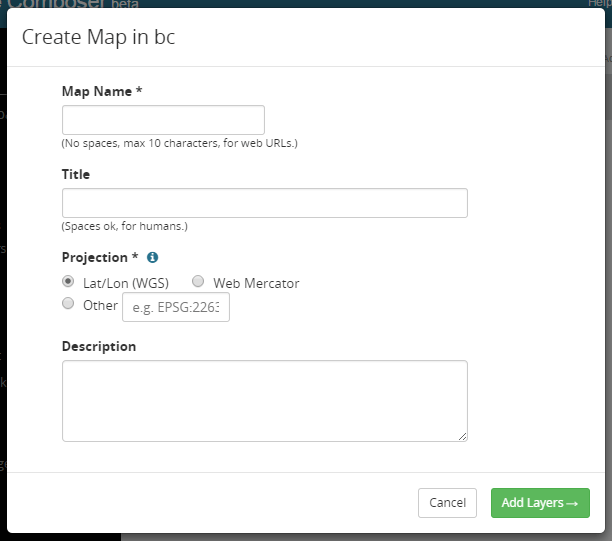 Composer beta
Help
Create Map in bc
Map Name *
(No spaces, max 10 characters, for web URLs.)
Title
(Spaces ok, for humans.)
Projection *
Lat/Lon (WGS) Web Mercator
Other e.g. EPSG:2263
Description
Cancel Add Layers→